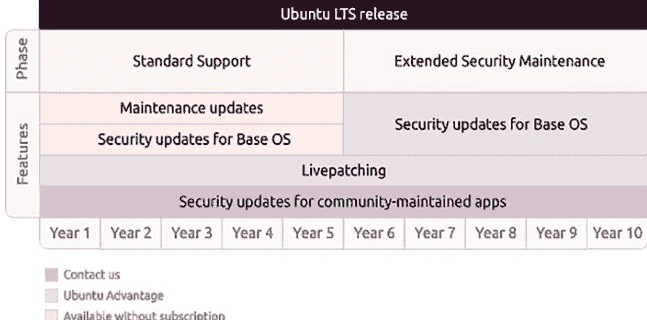 Ubuntu LTS release
Phase
Standard Support
Extended Security Maintenance
Features
Maintenance updates
Security updates for Base OS
Security updates for Base OS
Livepatching
Security updates for community-maintained apps
Year 1 Year 2 Year 3 Year 4 Year 5 Year 6 Year 7 Year 8 Year 9 Year 10
Contact us
Ubuntu Advantage
Available without subscription